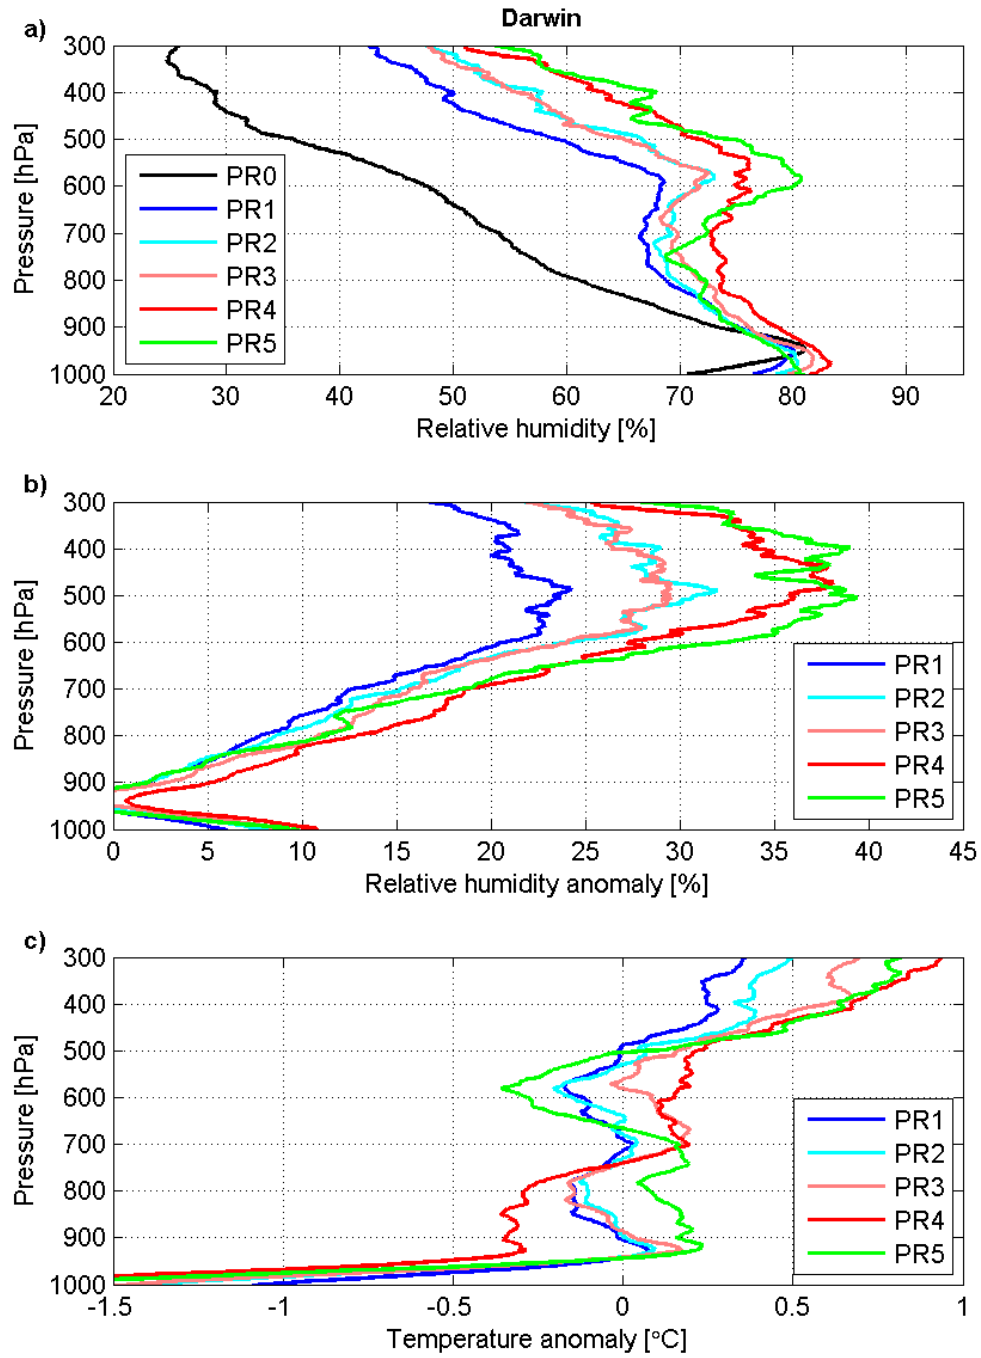 Darwin
a)
300
400
500
600
700
800
900
1000
Pressure [hPa]
PR0
PR1
PR2
PR3
PR4
PR5
20 30 40 50 60 70 80 90
Relative humidity [%]
b)
300
400
500
600
700
800
900
1000
Pressure [hPa]
PR1
PR2
PR3
PR4
PR5
0 5 10 15 20 25 30 35 40 45
Relative humidity anomaly [%]
c)
300
400
500
600
700
800
900
1000
Pressure [hPa]
PR1
PR2
PR3
PR4
PR5
-1.5 -1 -0.5 0 0.5 1
Temperature anomaly [°C]